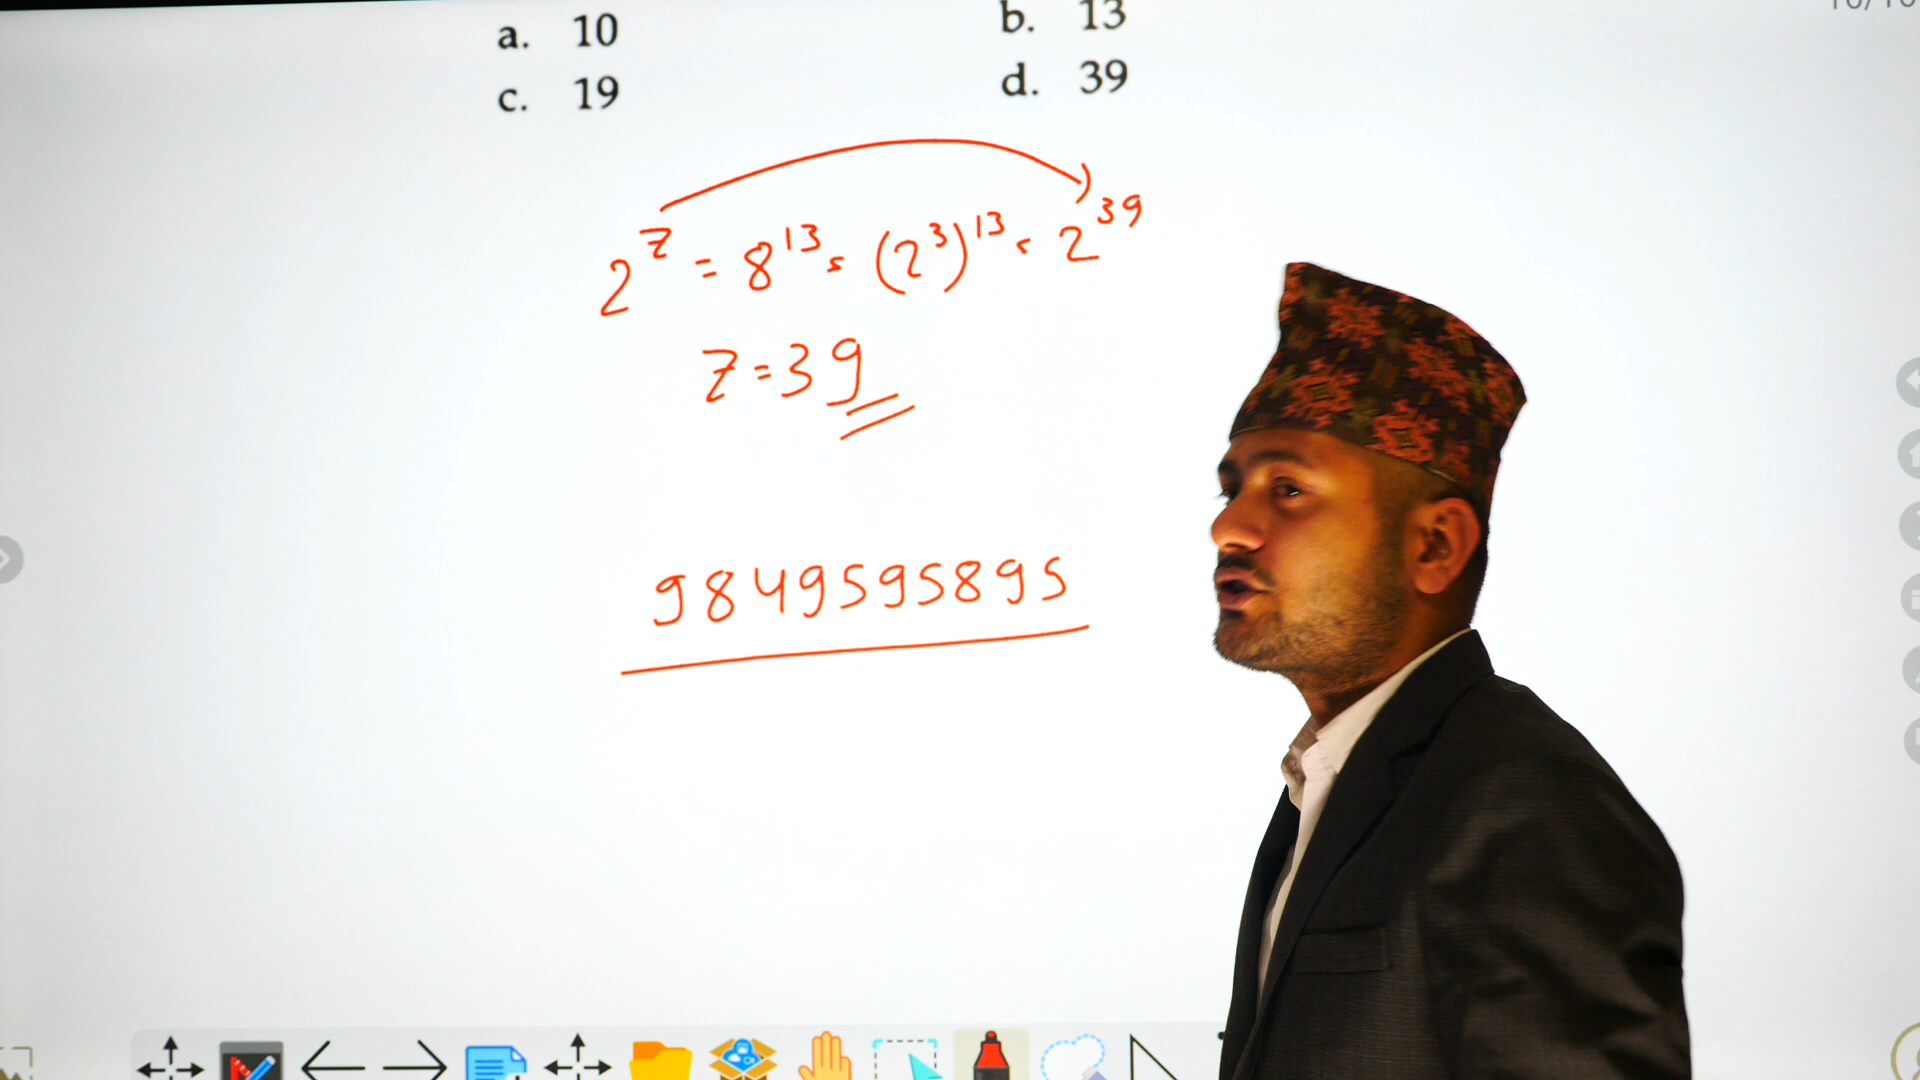 a. 10 b. 13
c. 19 d. 39
2^z = 8^13 = (2^3)^13 = 2^39
z = 39
9849595895